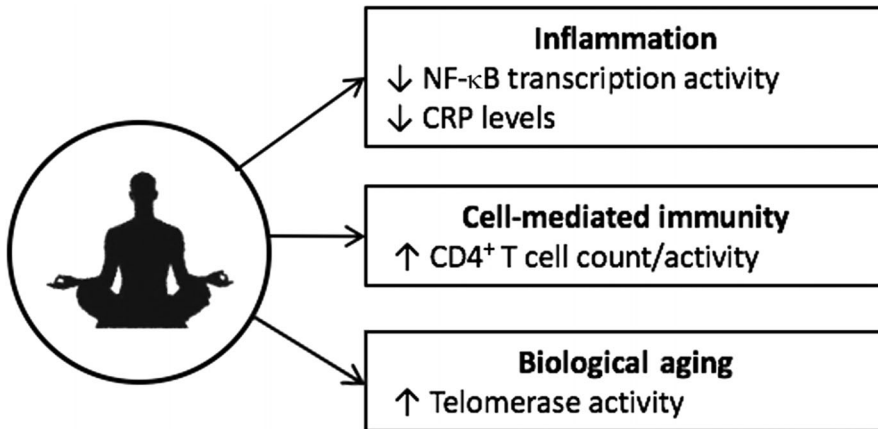 Inflammation
↓ NF-κB transcription activity
↓ CRP levels
Cell-mediated immunity
↑ CD4⁺ T cell count/activity
Biological aging
↑ Telomerase activity